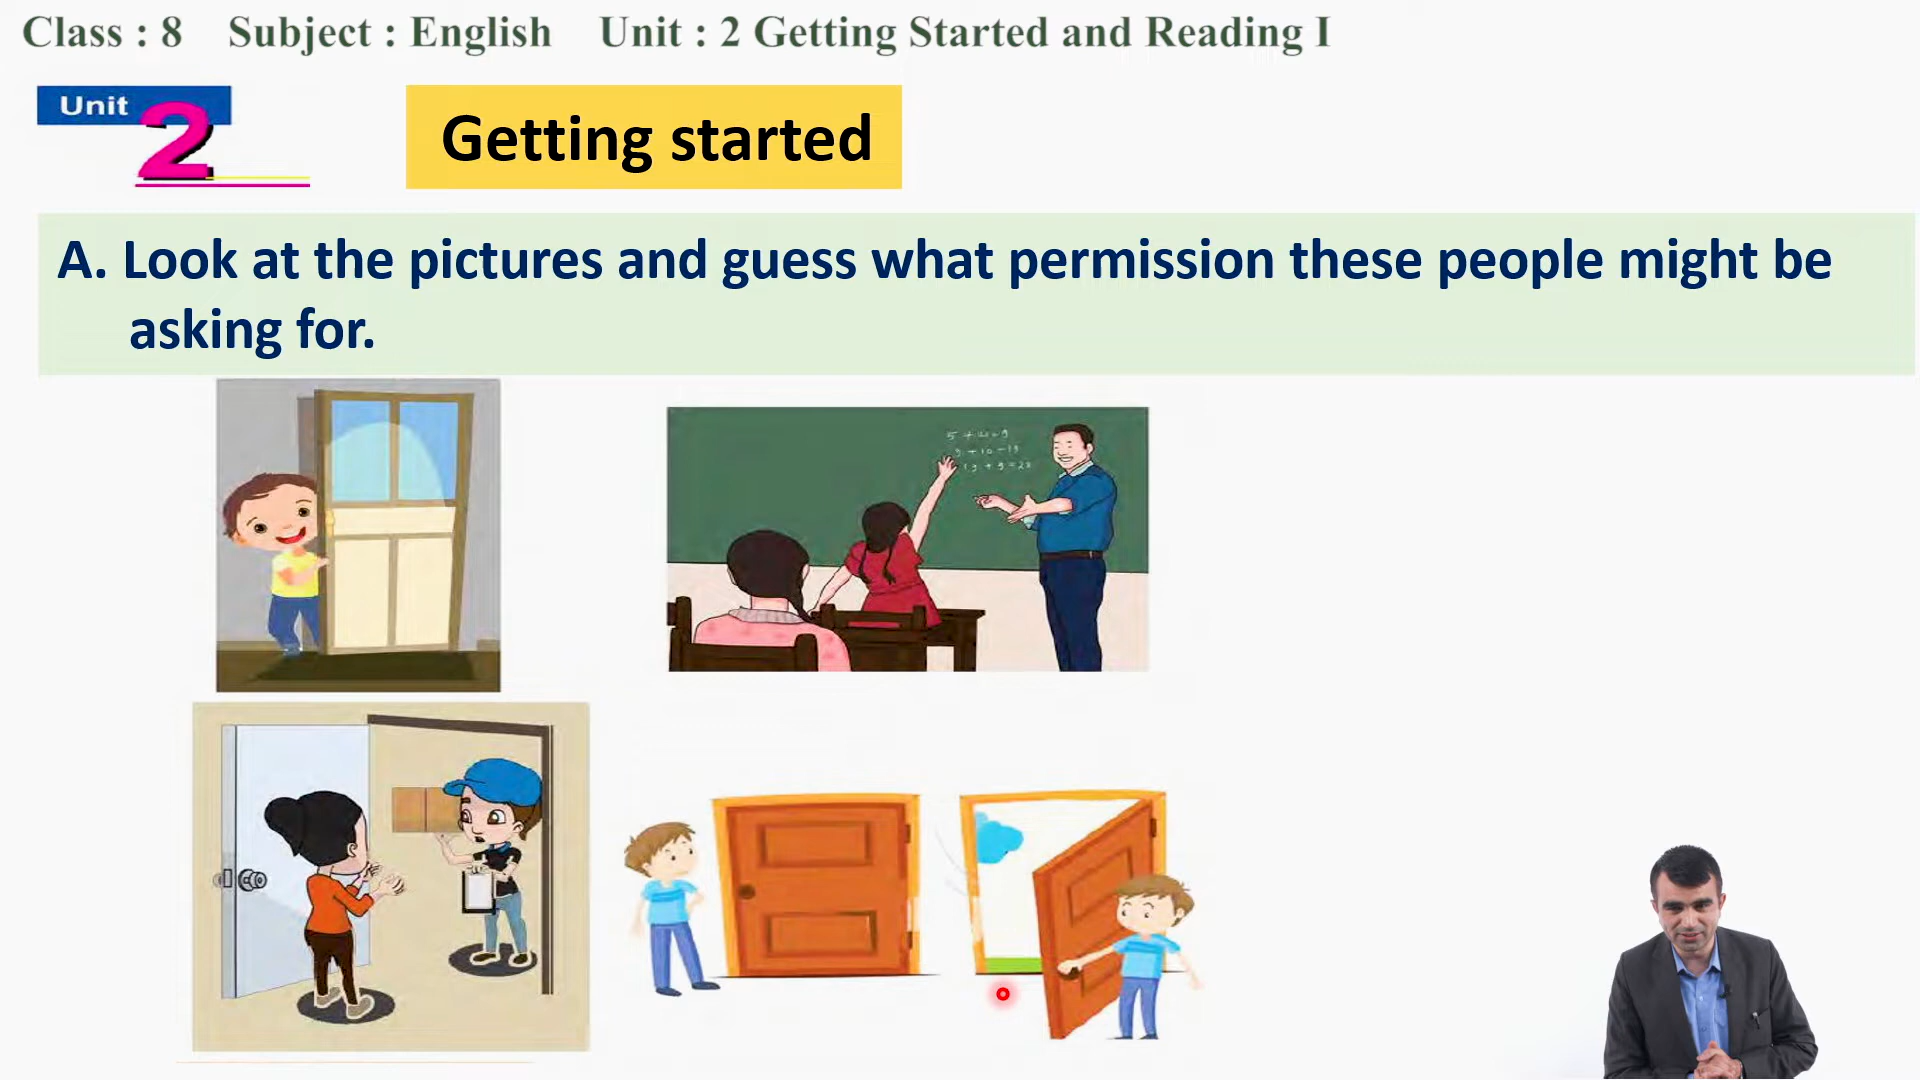 Class : 8 Subject : English Unit : 2 Getting Started and Reading I
Unit 2
Getting started
A. Look at the pictures and guess what permission these people might be
asking for.